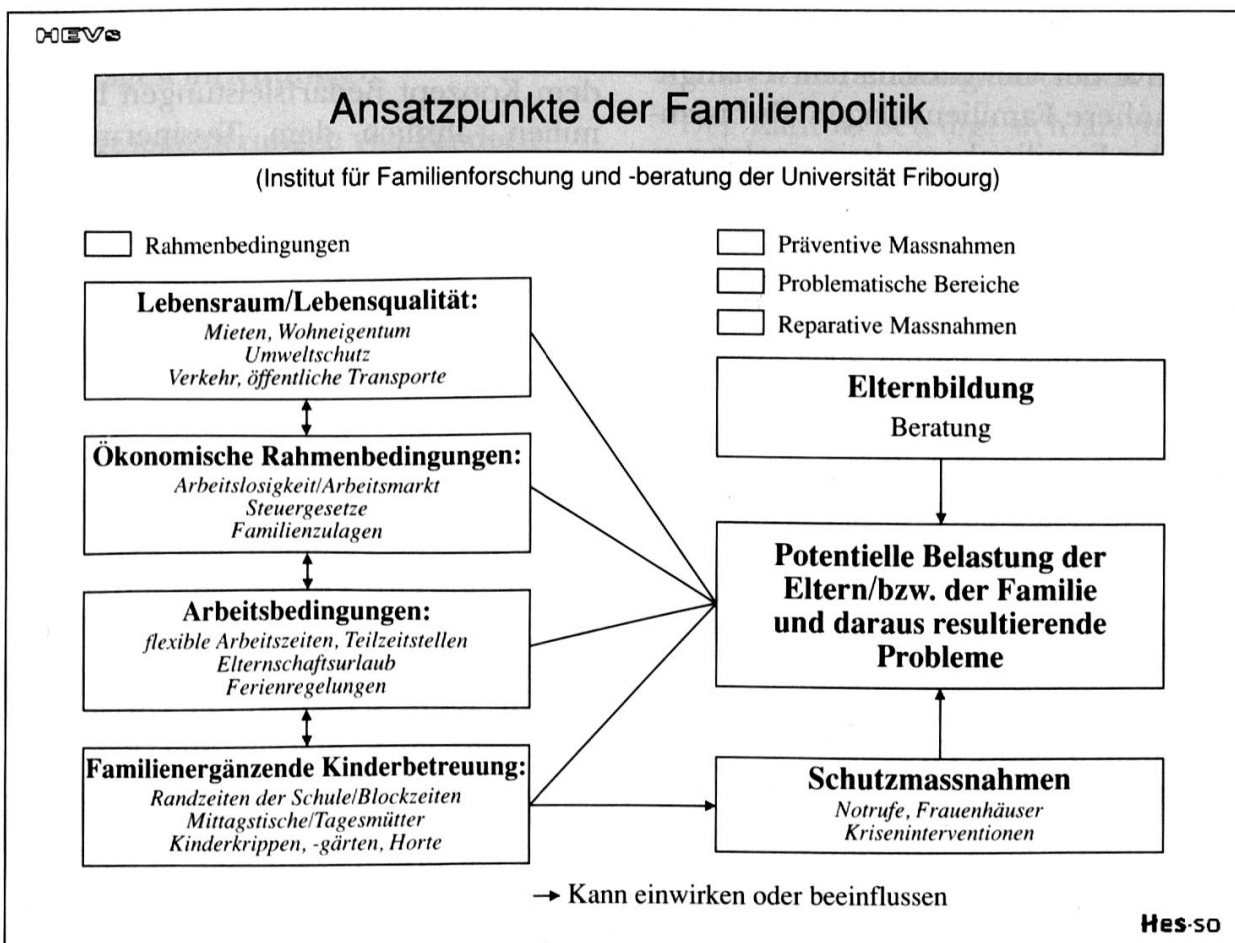 HEVs
Ansatzpunkte der Familienpolitik
(Institut für Familienforschung und -beratung der Universität Fribourg)
Rahmenbedingungen
Lebensraum/Lebensqualität:
Mieten, Wohneigentum
Umweltschutz
Verkehr, öffentliche Transporte
Ökonomische Rahmenbedingungen:
Arbeitslosigkeit/Arbeitsmarkt
Steuergesetze
Familienzulagen
Arbeitsbedingungen:
flexible Arbeitszeiten, Teilzeitstellen
Elternschaftsurlaub
Ferienregelungen
Familienergänzende Kinderbetreuung:
Randzeiten der Schule/Blockzeiten
Mittagstische/Tagesmütter
Kinderkrippen, -gärten, Horte
Präventive Massnahmen
Problematische Bereiche
Reparative Massnahmen
Elternbildung
Beratung
Potentielle Belastung der
Eltern/bzw. der Familie
und daraus resultierende
Probleme
Schutzmassnahmen
Notrufe, Frauenhäuser
Kriseninterventionen
→ Kann einwirken oder beeinflussen
Hes·so